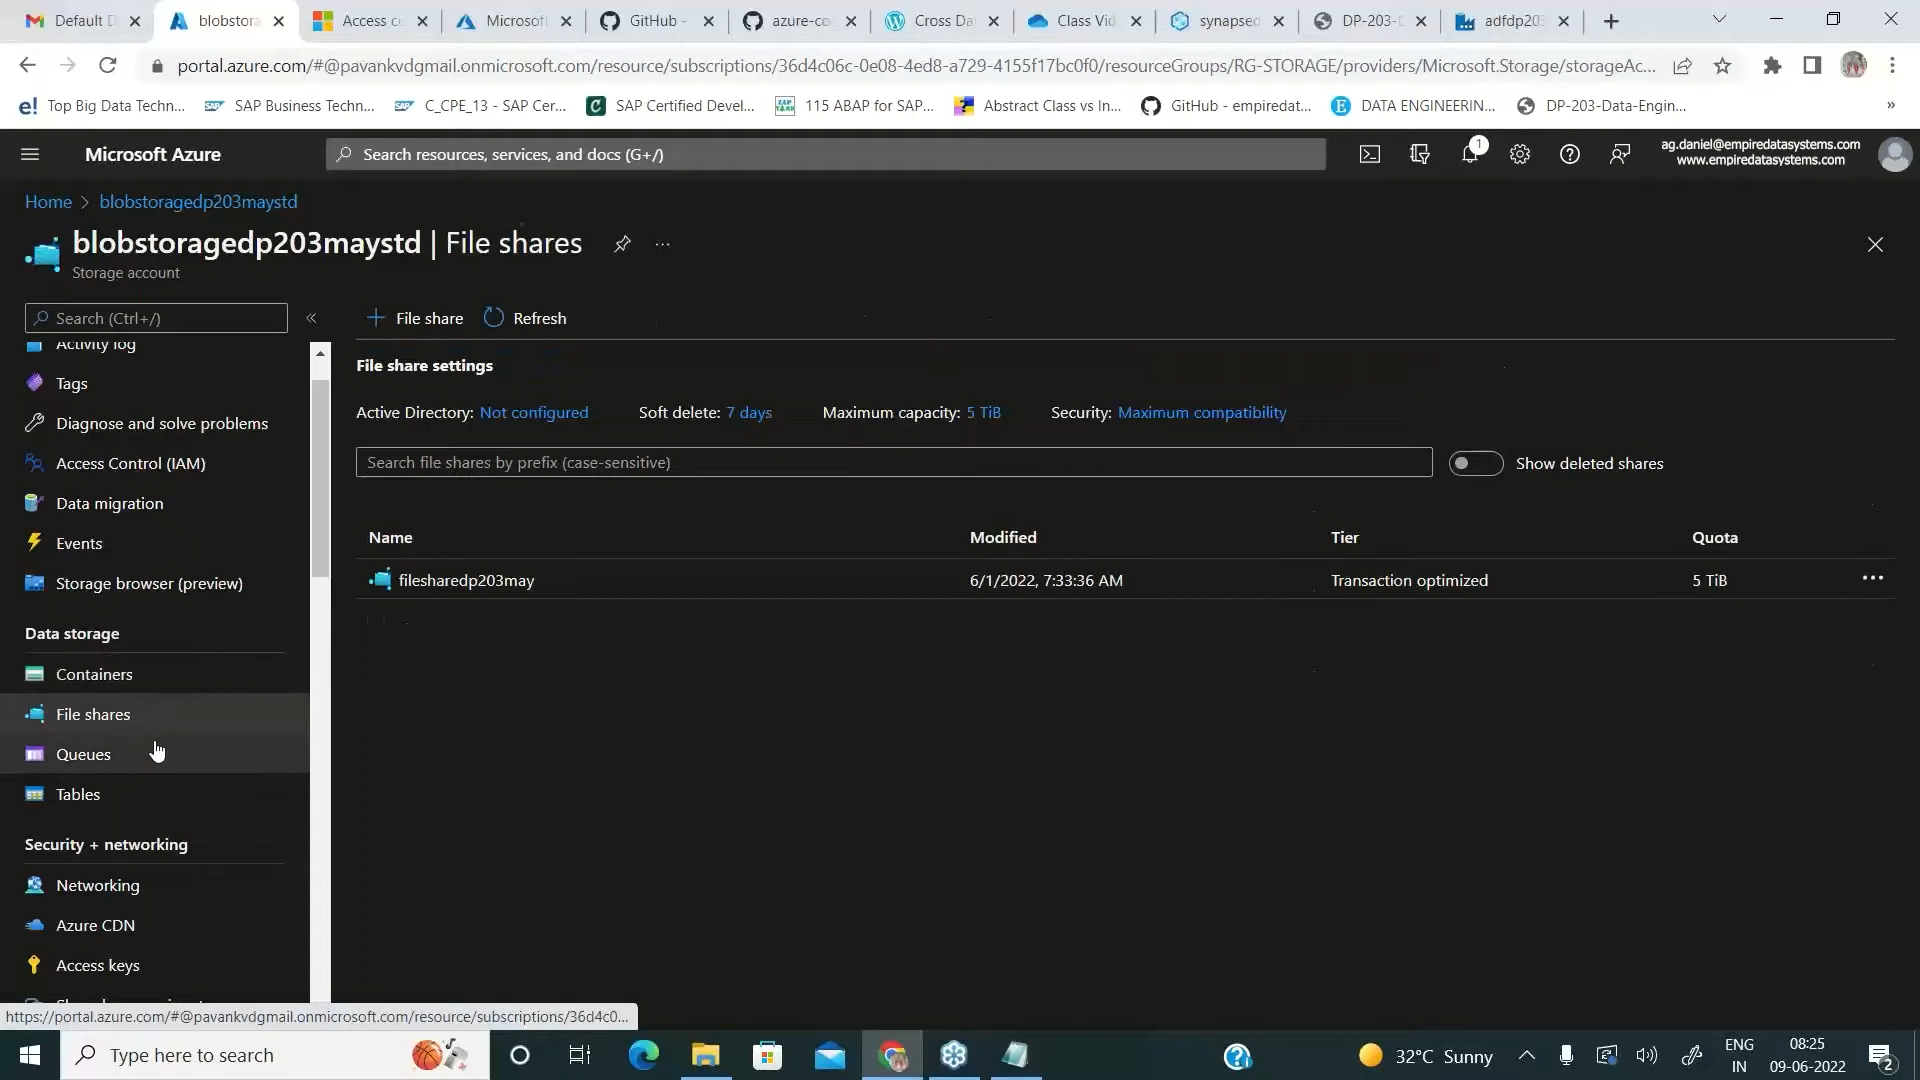 Default D
blobstora
Access co
Microsoft
GitHub -
azure-co
Cross Da
Class Vid
synapsed
DP-203-D
adfdp203
portal.azure.com/#@pavankvdgmail.onmicrosoft.com/resource/subscriptions/36d4c06c-0e08-4ed8-a729-4155f17bc0f0/resourceGroups/RG-STORAGE/providers/Microsoft.Storage/storageAc...
Top Big Data Techn...
SAP Business Techn...
C_CPE_13 - SAP Cer...
SAP Certified Devel...
115 ABAP for SAP...
Abstract Class vs In...
GitHub - empiredat...
DATA ENGINEERIN...
DP-203-Data-Engin...
»
Microsoft Azure
Search resources, services, and docs (G+/)
1
ag.daniel@empiredatasystems.com
www.empiredatasystems.com
Home > blobstoragedp203maystd
blobstoragedp203maystd | File shares
Storage account
Search (Ctrl+/)
«
Activity log
Tags
Diagnose and solve problems
Access Control (IAM)
Data migration
Events
Storage browser (preview)
Data storage
Containers
File shares
Queues
Tables
Security + networking
Networking
Azure CDN
Access keys
File share
Refresh
File share settings
Active Directory: Not configured
Soft delete: 7 days
Maximum capacity: 5 TiB
Security: Maximum compatibility
Search file shares by prefix (case-sensitive)
Show deleted shares
Name Modified Tier Quota
filesharedp203may 6/1/2022, 7:33:36 AM Transaction optimized 5 TiB
https://portal.azure.com/#@pavankvdgmail.onmicrosoft.com/resource/subscriptions/36d4c0...
Type here to search
32°C Sunny
ENG
IN
08:25
09-06-2022
2